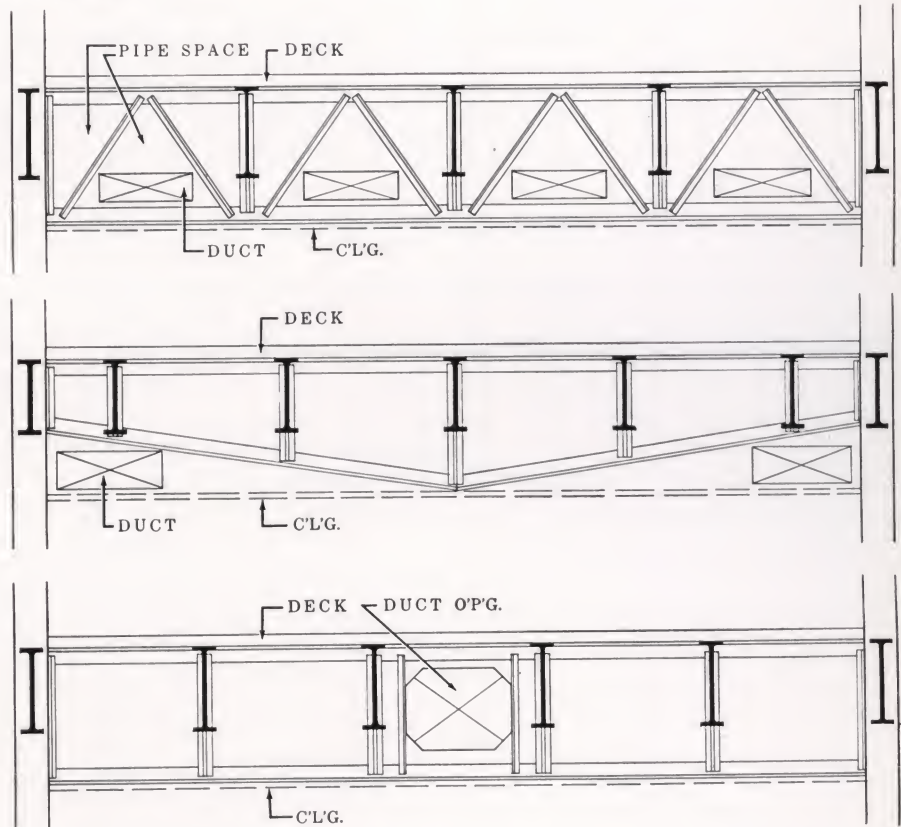 PIPE SPACE DECK
DUCT C'L'G.
DECK
DUCT C'L'G.
DECK DUCT O'P'G.
C'L'G.